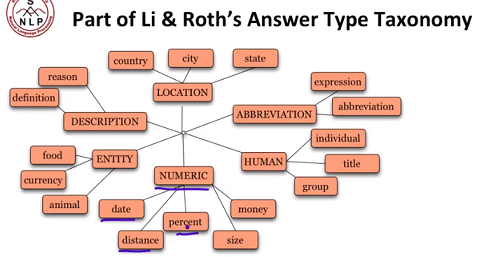 S
NLP
Part of Li & Roth's Answer Type Taxonomy
country
city
state
LOCATION
reason
definition
DESCRIPTION
expression
abbreviation
ABBREVIATION
food
currency
animal
ENTITY
individual
title
group
HUMAN
NUMERIC
date
percent
distance
money
size